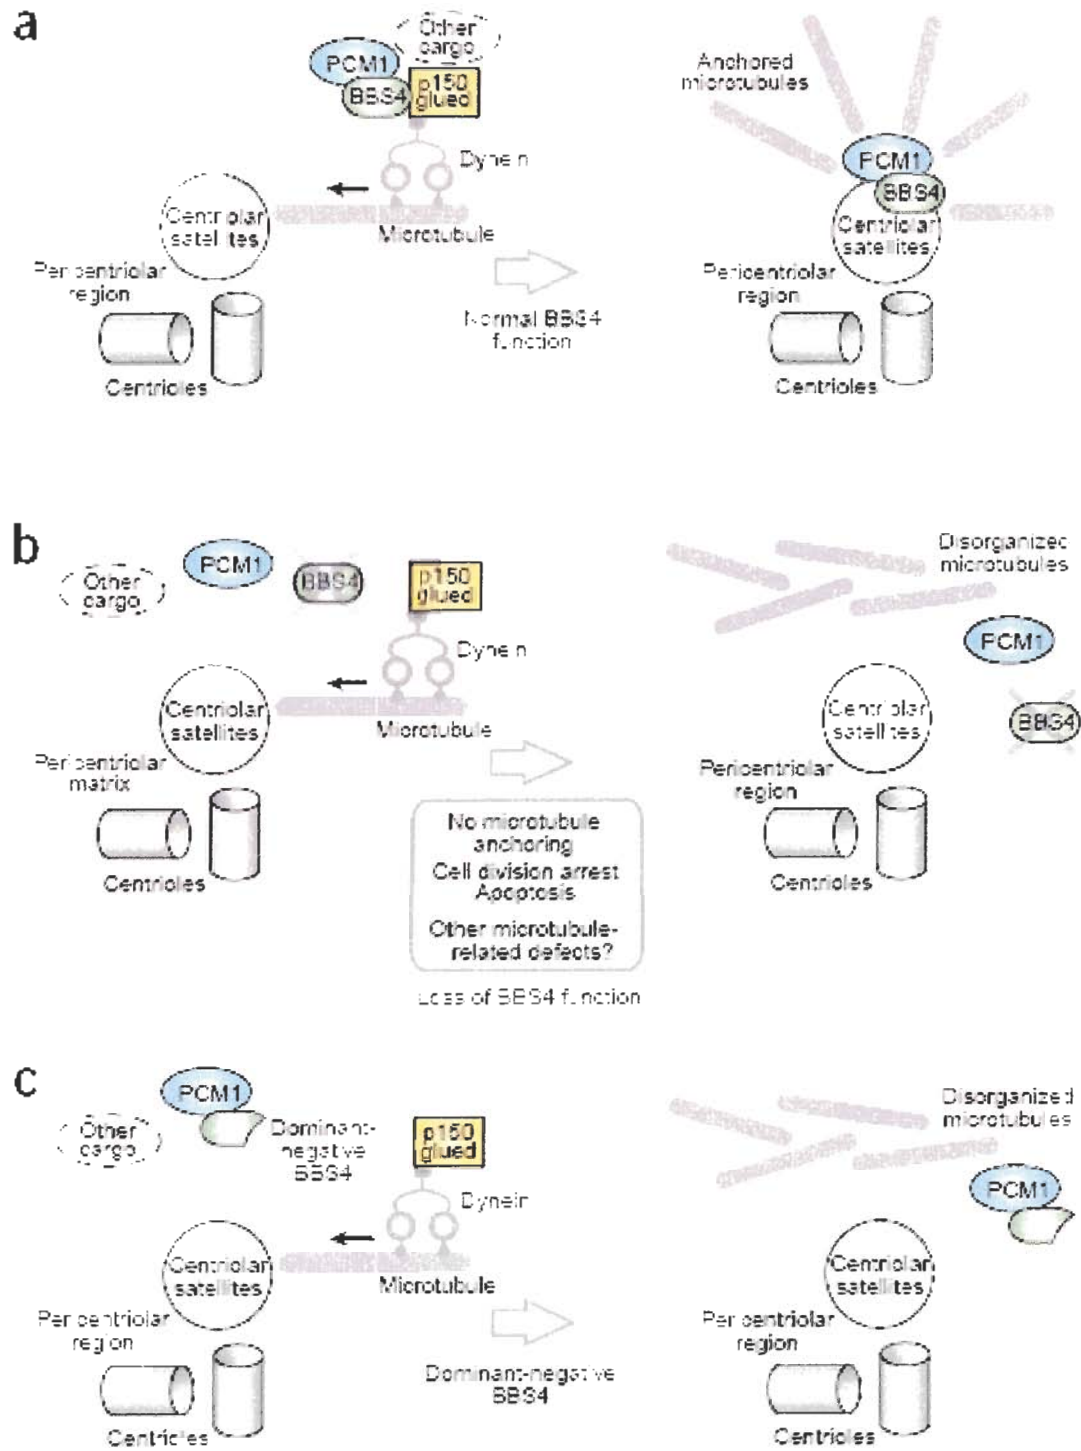 a
Other
cargo
PCM1
BBS4
p150
glued
Dynein
Microtubule
Centriolar
satellites
Pericentriolar
region
Centrioles
Normal BBS4
function
Anchored
microtubules
PCM1
BBS4
Centriolar
satellites
Pericentriolar
region
Centrioles
b
Other
cargo
PCM1
BBS4
p150
glued
Dynein
Microtubule
Centriolar
satellites
Pericentriolar
matrix
Centrioles
No microtubule
anchoring
Cell division arrest
Apoptosis
Other microtubule-
related defects?
Loss of BBS4 function
Disorganized
microtubules
PCM1
BBS4
Centriolar
satellites
Pericentriolar
region
Centrioles
c
Other
cargo
PCM1
Dominant-
negative
BBS4
p150
glued
Dynein
Microtubule
Centriolar
satellites
Pericentriolar
region
Centrioles
Dominant-negative
BBS4
Disorganized
microtubules
PCM1
Centriolar
satellites
Pericentriolar
region
Centrioles